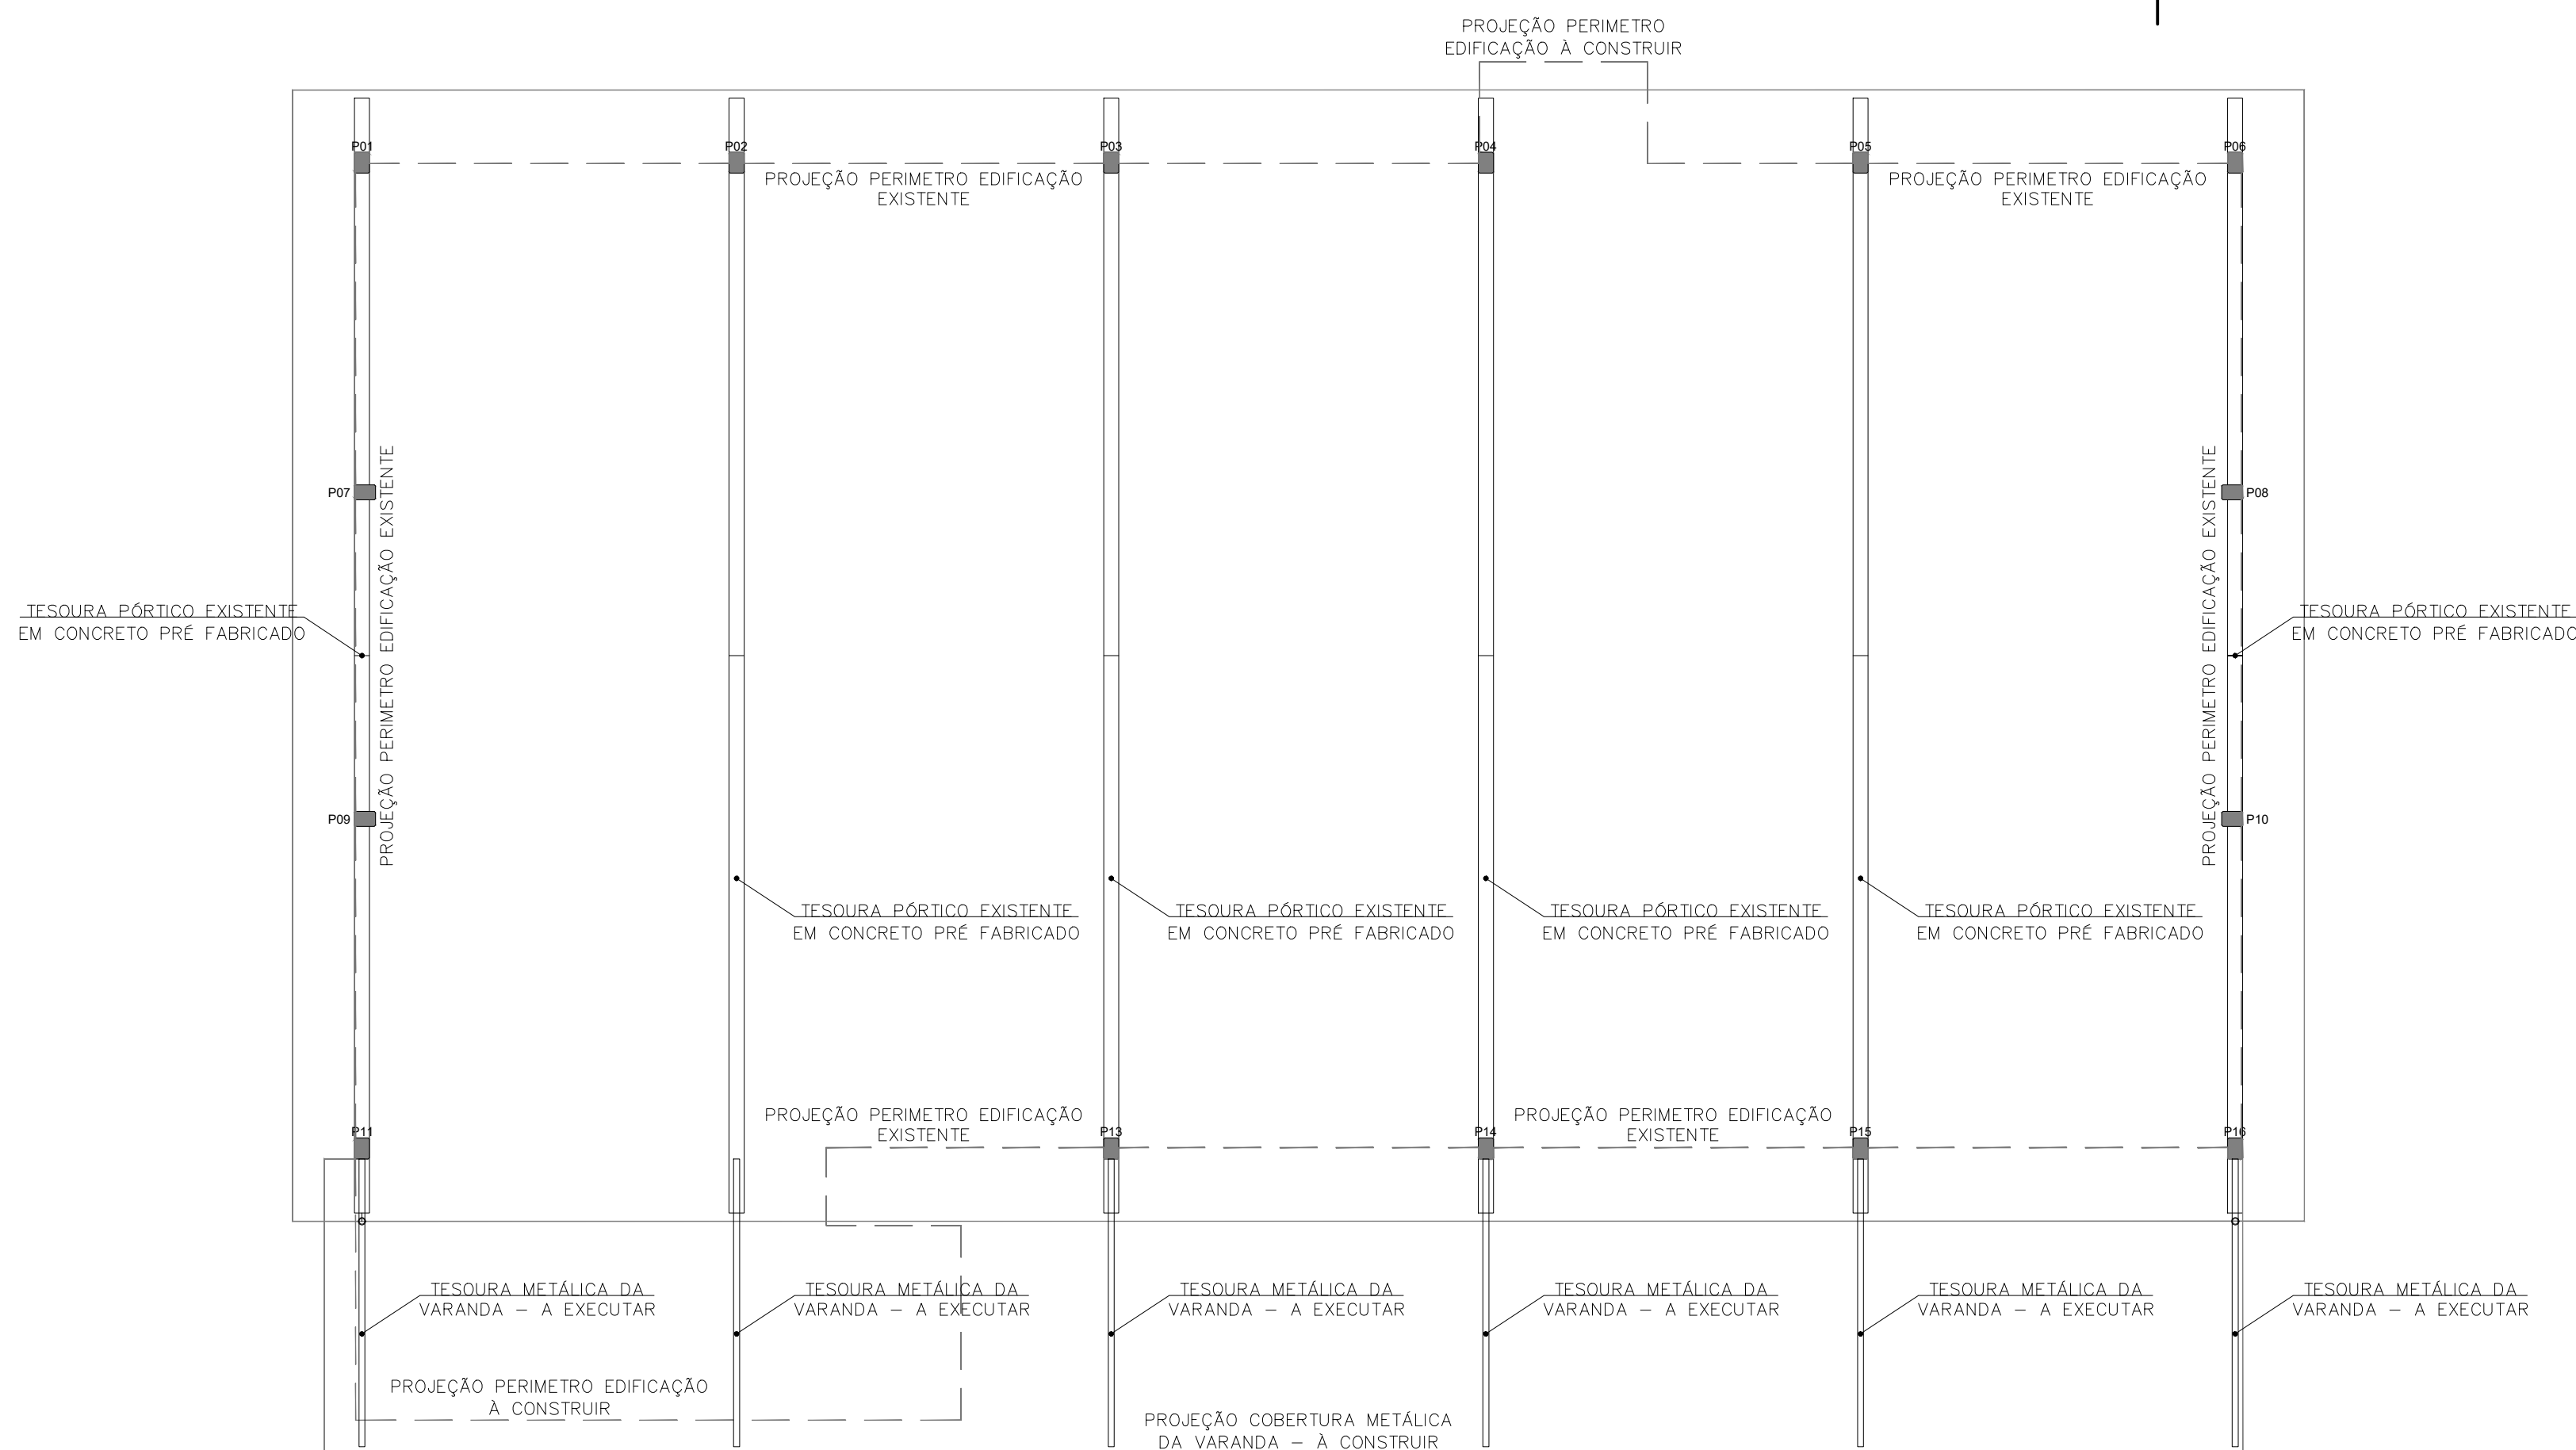 PROJEÇÃO PERIMETRO
EDIFICAÇÃO À CONSTRUIR
P01
P02
P03
P04
P05
P06
PROJEÇÃO PERIMETRO EDIFICAÇÃO
EXISTENTE
PROJEÇÃO PERIMETRO EDIFICAÇÃO
EXISTENTE
P07
PROJEÇÃO PERIMETRO EDIFICAÇÃO EXISTENTE
PROJEÇÃO PERIMETRO EDIFICAÇÃO EXISTENTE
P08
TESOURA PÓRTICO EXISTENTE
EM CONCRETO PRÉ FABRICADO
TESOURA PÓRTICO EXISTENTE
EM CONCRETO PRÉ FABRICADO
P09
P10
TESOURA PÓRTICO EXISTENTE
EM CONCRETO PRÉ FABRICADO
TESOURA PÓRTICO EXISTENTE
EM CONCRETO PRÉ FABRICADO
TESOURA PÓRTICO EXISTENTE
EM CONCRETO PRÉ FABRICADO
TESOURA PÓRTICO EXISTENTE
EM CONCRETO PRÉ FABRICADO
PROJEÇÃO PERIMETRO EDIFICAÇÃO
EXISTENTE
PROJEÇÃO PERIMETRO EDIFICAÇÃO
EXISTENTE
P11
P13
P14
P15
P16
TESOURA METÁLICA DA
VARANDA – A EXECUTAR
TESOURA METÁLICA DA
VARANDA – A EXECUTAR
TESOURA METÁLICA DA
VARANDA – A EXECUTAR
TESOURA METÁLICA DA
VARANDA – A EXECUTAR
TESOURA METÁLICA DA
VARANDA – A EXECUTAR
TESOURA METÁLICA DA
VARANDA – A EXECUTAR
PROJEÇÃO PERIMETRO EDIFICAÇÃO
À CONSTRUIR
PROJEÇÃO COBERTURA METÁLICA
DA VARANDA – À CONSTRUIR